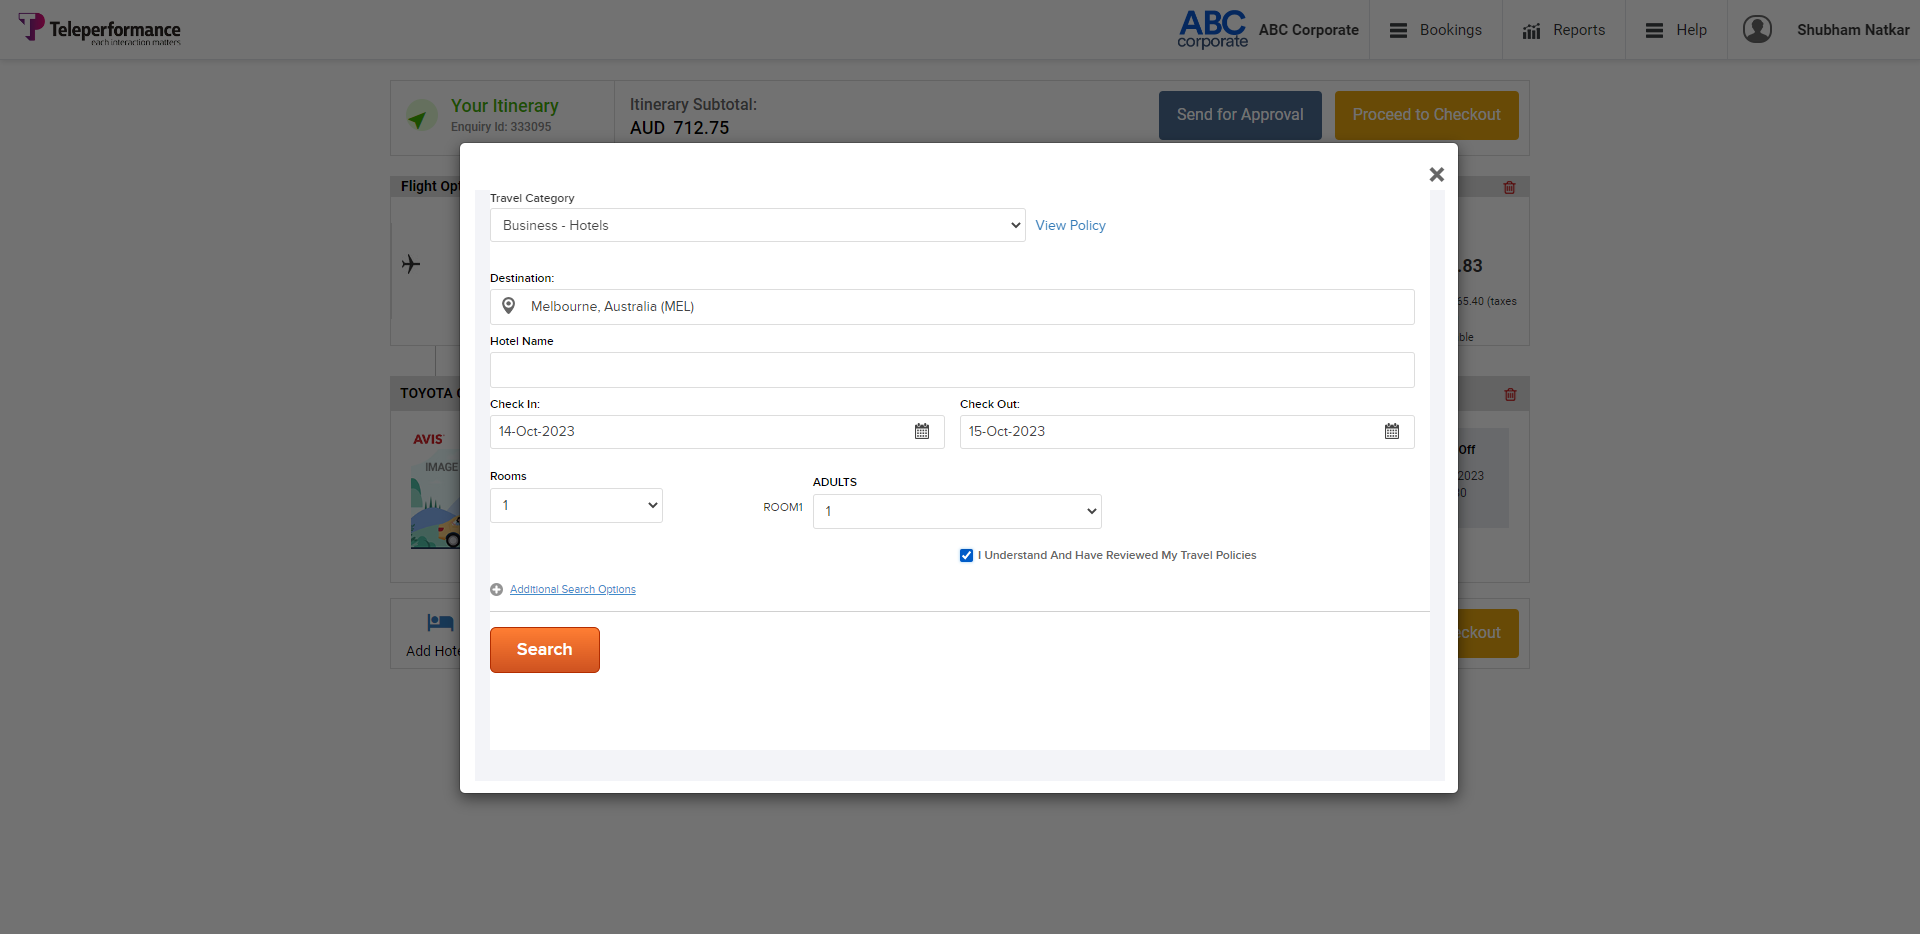 Teleperformance
each interaction matters
ABC
corporate
ABC Corporate
Bookings
Reports
Help
Shubham Natkar
Your Itinerary
Enquiry Id: 333095
Itinerary Subtotal:
AUD 712.75
Send for Approval
Proceed to Checkout
Flight Opt
Travel Category
Business - Hotels
View Policy
.83
Destination:
Melbourne, Australia (MEL)
65.40 (taxes
Hotel Name
ble
TOYOTA
Check In:
Check Out:
14-Oct-2023
15-Oct-2023
AVIS
IMAGE
Off
2023
Rooms
ADULTS
1
ROOM1
1
I Understand And Have Reviewed My Travel Policies
Additional Search Options
Add Hote
Search
eckout